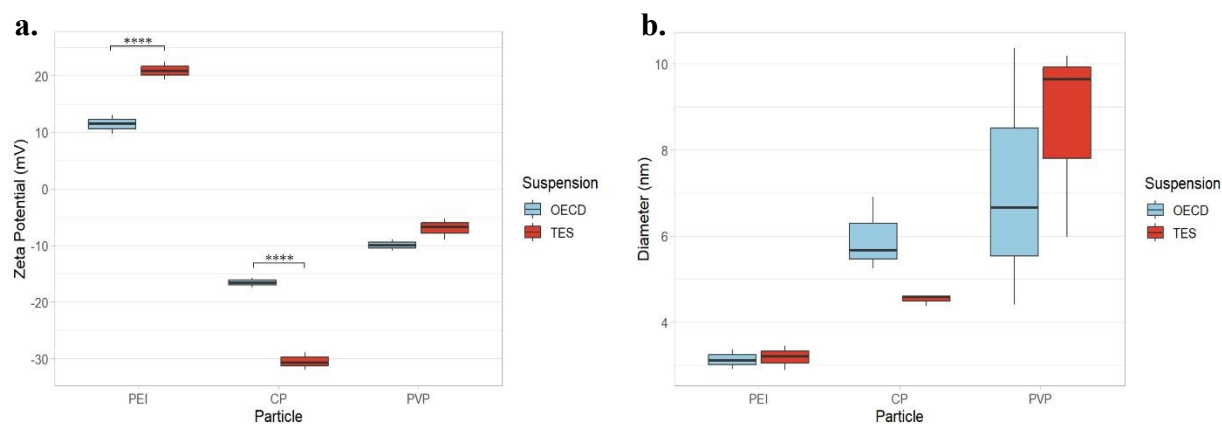 a.
****
****
20
10
0
-10
-20
-30
Zeta Potential (mV)
PEI CP PVP
Particle
Suspension
OECD
TES
b.
10
8
6
4
Diameter (nm)
PEI CP PVP
Particle
Suspension
OECD
TES